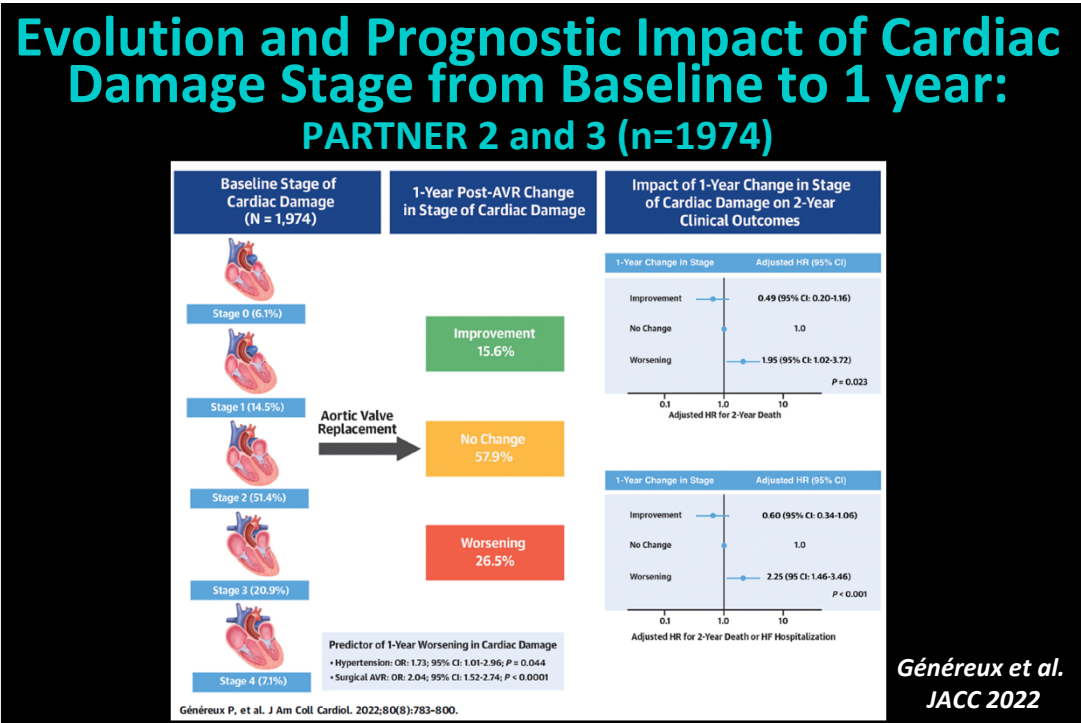 Evolution and Prognostic Impact of Cardiac
Damage Stage from Baseline to 1 year:
PARTNER 2 and 3 (n=1974)
Baseline Stage of
Cardiac Damage
(N = 1,974)
Stage 0 (6.1%)
Stage 1 (14.5%)
Stage 2 (51.4%)
Stage 3 (20.9%)
Stage 4 (7.1%)
Aortic Valve
Replacement
1-Year Post-AVR Change
in Stage of Cardiac Damage
Improvement
15.6%
No Change
57.9%
Worsening
26.5%
Predictor of 1-Year Worsening in Cardiac Damage
• Hypertension: OR: 1.73; 95% CI: 1.01-2.96; P = 0.044
• Surgical AVR: OR: 2.04; 95% CI: 1.52-2.74; P < 0.0001
Impact of 1-Year Change in Stage
of Cardiac Damage on 2-Year
Clinical Outcomes
1-Year Change in Stage Adjusted HR (95% CI)
Improvement 0.49 (95% CI: 0.20-1.16)
No Change 1.0
Worsening 1.95 (95% CI: 1.02-3.72)
P = 0.023
0.1 1.0 10
Adjusted HR for 2-Year Death
1-Year Change in Stage Adjusted HR (95% CI)
Improvement 0.60 (95% CI: 0.34-1.06)
No Change 1.0
Worsening 2.25 (95 CI: 1.46-3.46)
P < 0.001
0.1 1.0 10
Adjusted HR for 2-Year Death or HF Hospitalization
Généreux P, et al. J Am Coll Cardiol. 2022;80(8):783-800.
Généreux et al.
JACC 2022